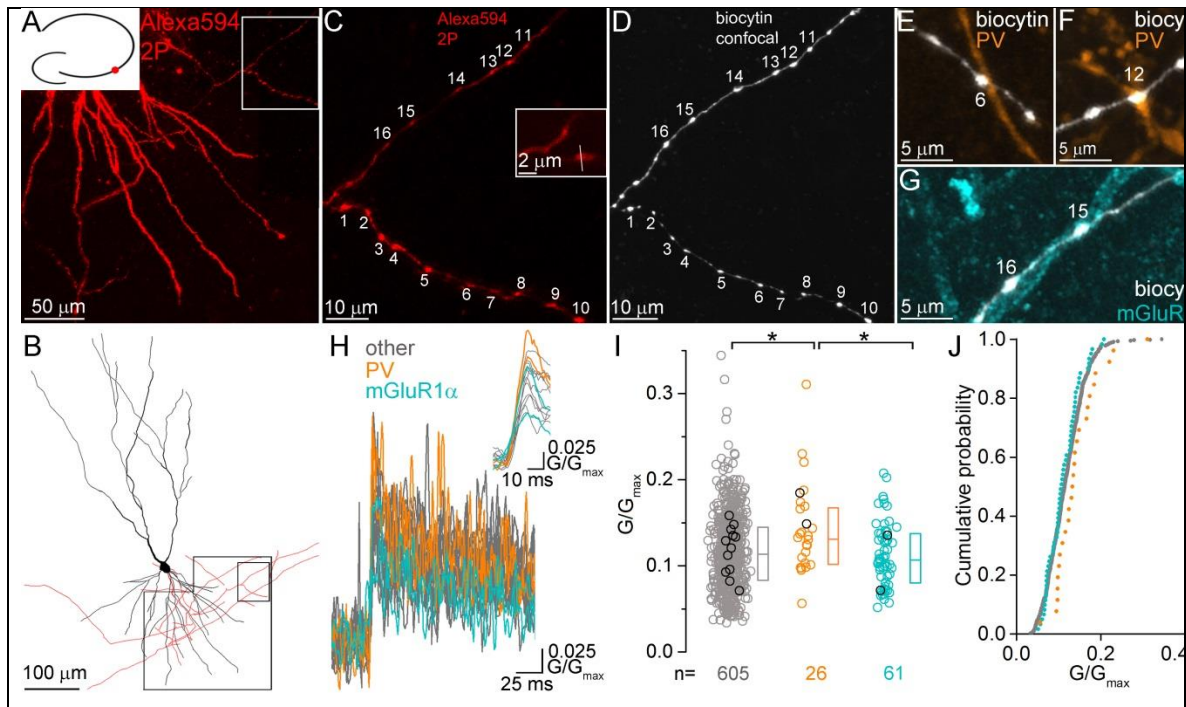 A
Alexa594
2P
50 μm
C
Alexa594
2P
11
12
13
14
15
16
2 μm
1
2
3
4
5
6
7
8
9
10
10 μm
D
biocytin
confocal
11
12
13
14
15
16
1
2
3
4
5
6
7
8
9
10
10 μm
E
biocytin
PV
6
5 μm
F
biocy
PV
12
5 μm
G
15
16
5 μm
biocy
mGluR
B
100 μm
H
other
PV
mGluR1α
0.025
G/Gmax
10 ms
0.025
G/Gmax
25 ms
I
*
*
G/Gmax
0.3
0.2
0.1
0
n= 605 26 61
J
Cumulative probability
1.0
0.8
0.6
0.4
0.2
0.0
0.0 0.2 0.4
G/Gmax